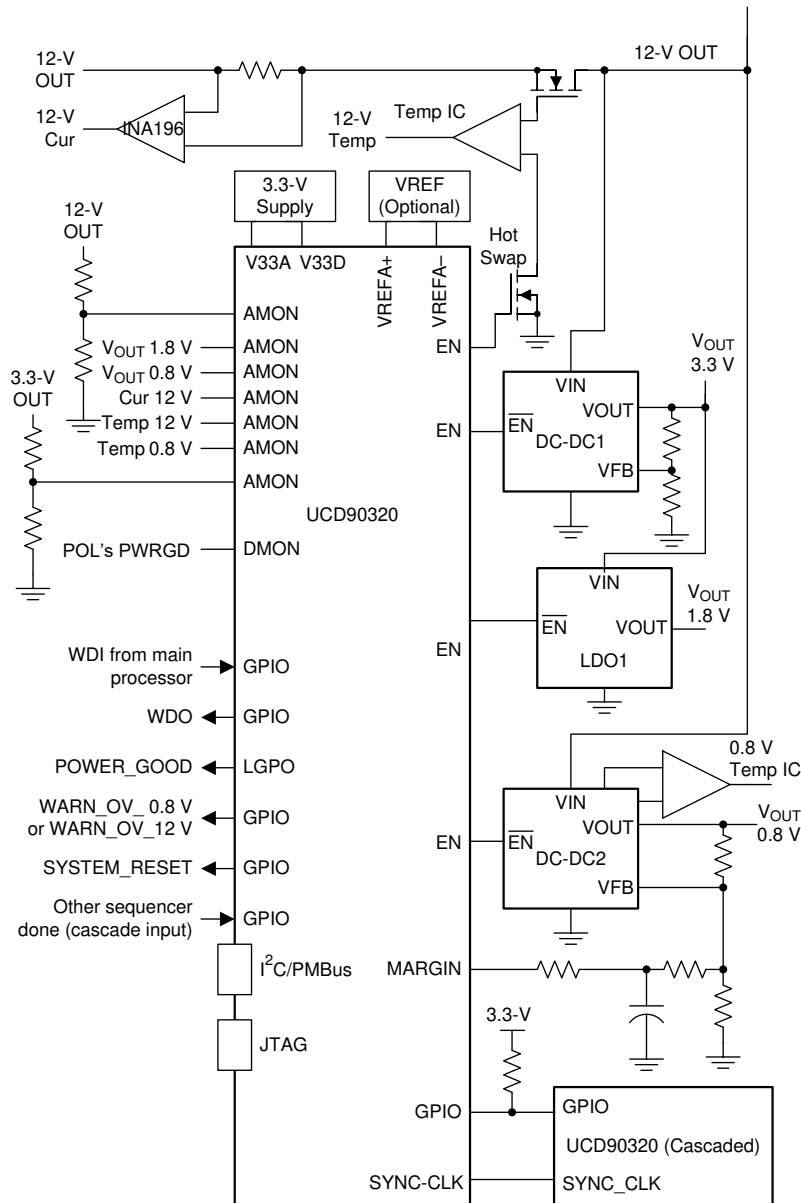 12-V
OUT
12-V OUT
12-V
Cur
INA196
12-V
Temp
Temp IC
3.3-V
Supply
VREF
(Optional)
12-V
OUT
Hot
Swap
V33A
V33D
VREFA+
VREFA–
AMON
EN
VOUT 1.8 V
AMON
VOUT 0.8 V
AMON
Cur 12 V
AMON
Temp 12 V
AMON
Temp 0.8 V
AMON
3.3-V
OUT
AMON
UCD90320
POL's PWRGD
DMON
VOUT
3.3 V
VIN
VOUT
EN
EN
DC-DC1
VFB
VIN
EN
VOUT
VOUT
1.8 V
LDO1
EN
WDI from main
processor
GPIO
WDO
GPIO
POWER_GOOD
LGPO
WARN_OV_ 0.8 V
or WARN_OV_12 V
GPIO
SYSTEM_RESET
GPIO
Other sequencer
done (cascade input)
GPIO
0.8 V
Temp IC
VIN
VOUT
VOUT
0.8 V
EN
EN
DC-DC2
VFB
I2C/PMBus
MARGIN
JTAG
3.3-V
GPIO
GPIO
UCD90320 (Cascaded)
SYNC-CLK
SYNC_CLK